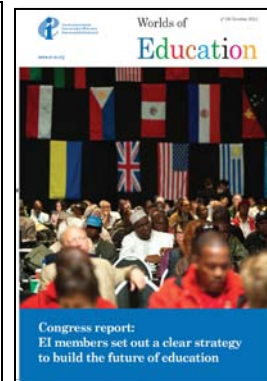 Worlds of
Education
Congress report:
EI members set out a clear strategy
to build the future of education